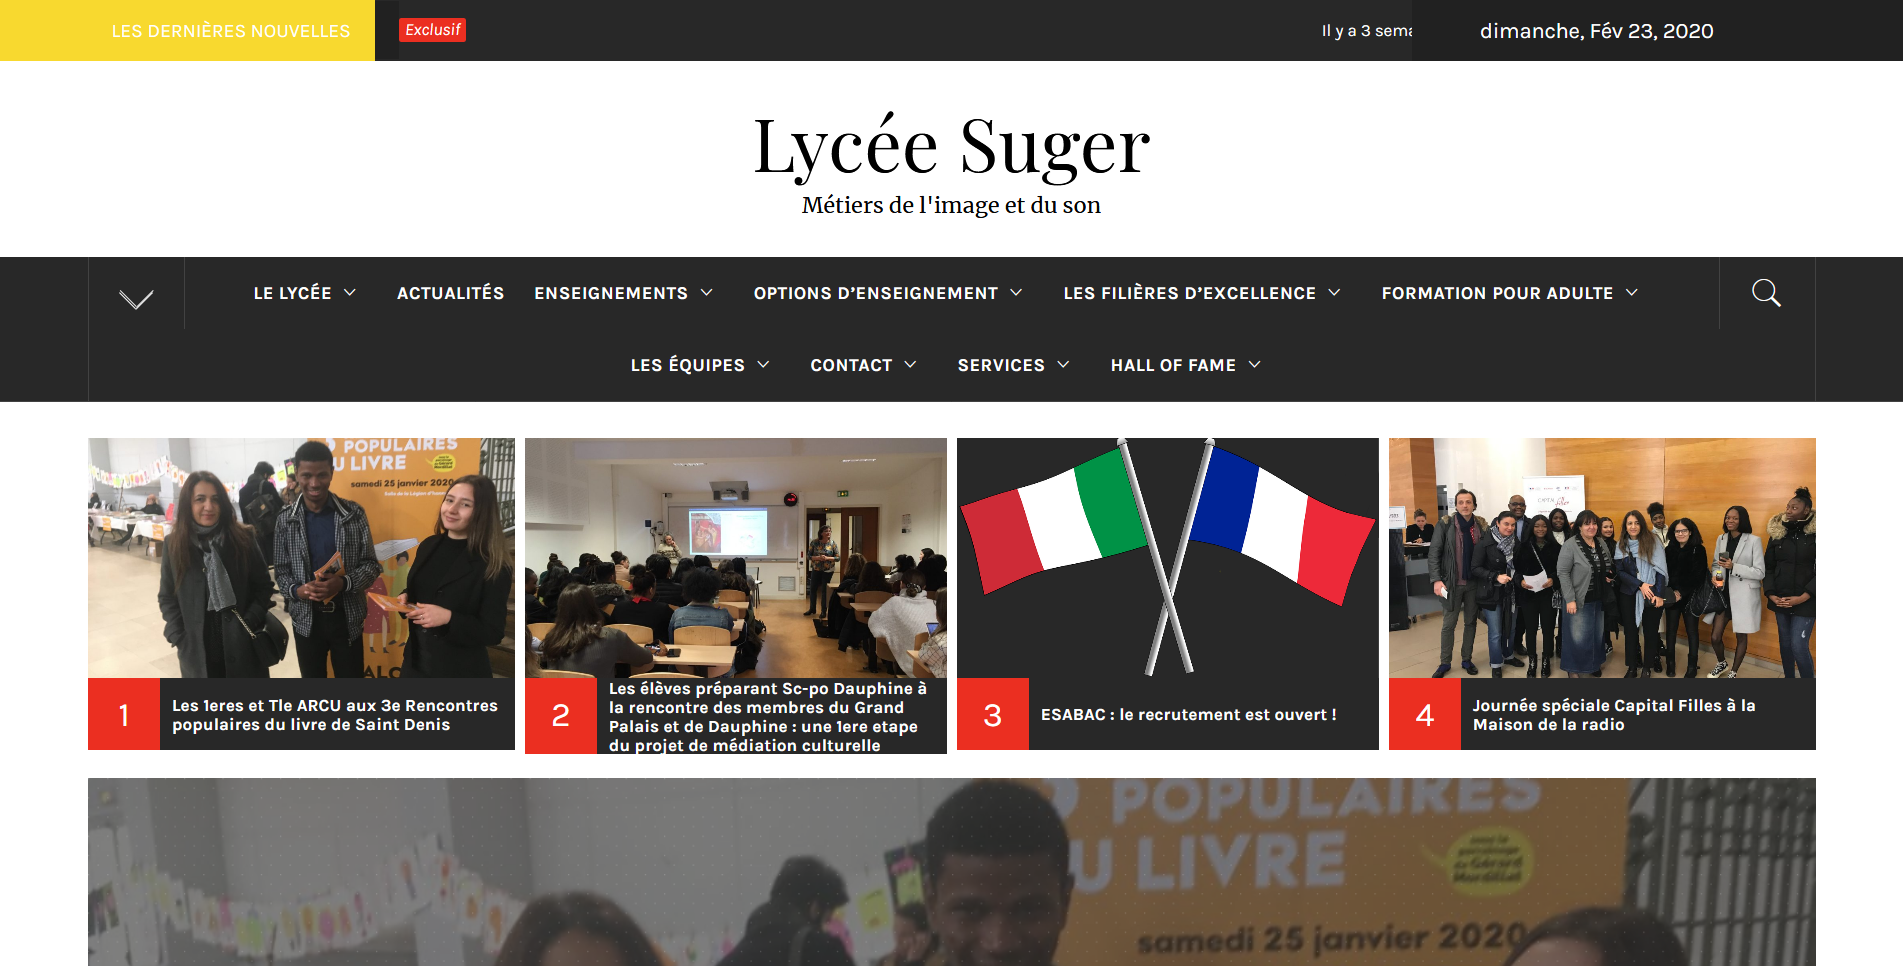 LES DERNIÈRES NOUVELLES
Exclusif
Il y a 3
dimanche, Fév 23, 2020
Lycée Suger
Métiers de l'image et du son
LE LYCÉE
ACTUALITÉS
ENSEIGNEMENTS
OPTIONS D’ENSEIGNEMENT
LES FILIÈRES D’EXCELLENCE
FORMATION POUR ADULTE
LES ÉQUIPES
CONTACT
SERVICES
HALL OF FAME
POPULAIRES
U LIVRE
samedi 25 janvier 2020
1
Les 1eres et Tle ARCU aux 3e Rencontres
populaires du livre de Saint Denis
2
Les élèves préparant Sc-po Dauphine à
la rencontre des membres du Grand
Palais et de Dauphine : une 1ere etape
du projet de médiation culturelle
3
ESABAC : le recrutement est ouvert !
CAPITAL
4
Journée spéciale Capital Filles à la
Maison de la radio
POPULAIRES
U LIVRE
samedi 25 janvier 2020